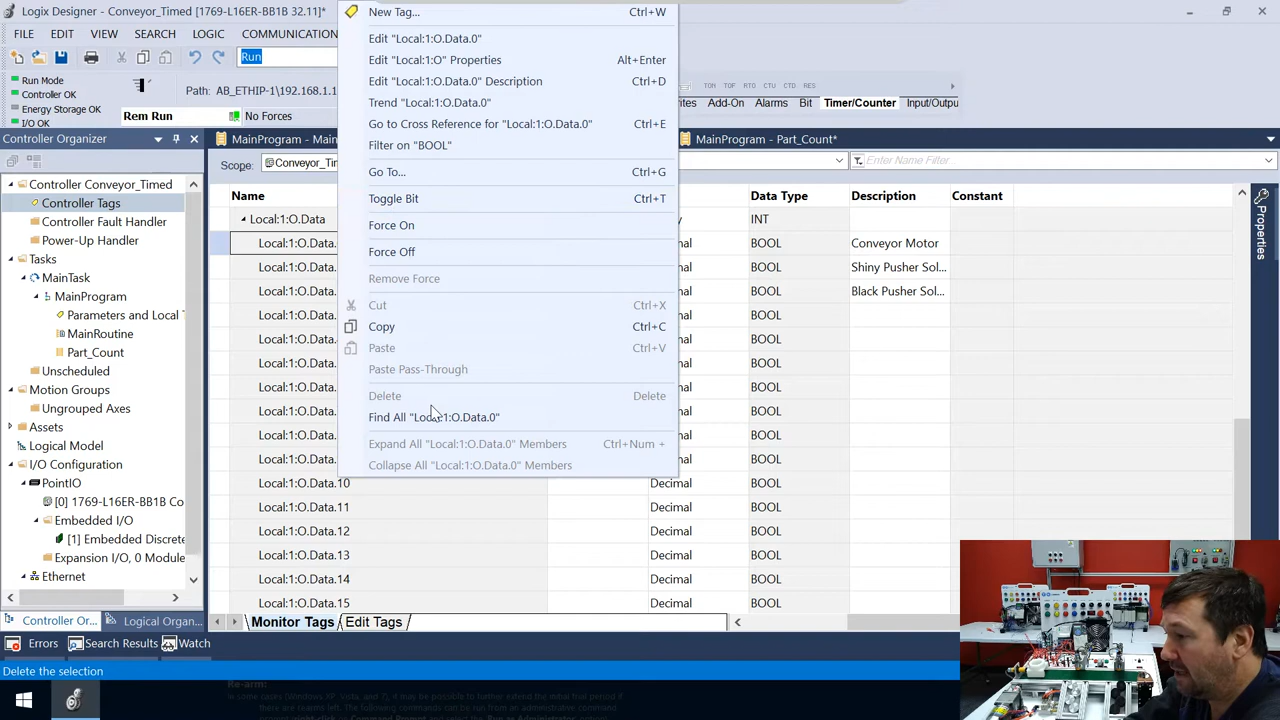 Logix Designer - Conveyor_Timed [1769-L16ER-BB1B 32.11]*
FILE EDIT VIEW SEARCH LOGIC COMMUNICATION
Run
Run Mode
Controller OK
Energy Storage OK
I/O OK
Path: AB_ETHIP-1\192.168.1.1
Rem Run No Forces
TON TOF RTO CTU CTD RES
Add-On Alarms Bit Timer/Counter Input/Outpu
Controller Organizer
MainProgram - Part_Count*
Scope: Conveyor_Tim
Enter Name Filter...
Controller Conveyor_Timed
Controller Tags
Controller Fault Handler
Power-Up Handler
Tasks
MainTask
MainProgram
Parameters and Local T
MainRoutine
Part_Count
Unscheduled
Motion Groups
Ungrouped Axes
Assets
Logical Model
I/O Configuration
PointIO
[0] 1769-L16ER-BB1B Co
Embedded I/O
[1] Embedded Discrete
Expansion I/O, 0 Module
Ethernet
Controller Or...
Logical Organ...
New Tag... Ctrl+W
Edit "Local:1:O.Data.0"
Edit "Local:1:O" Properties Alt+Enter
Edit "Local:1:O.Data.0" Description Ctrl+D
Trend "Local:1:O.Data.0"
Go to Cross Reference for "Local:1:O.Data.0" Ctrl+E
Filter on "BOOL"
Go To... Ctrl+G
Toggle Bit Ctrl+T
Force On
Force Off
Remove Force
Cut Ctrl+X
Copy Ctrl+C
Paste Ctrl+V
Paste Pass-Through
Delete Delete
Find All "Local:1:O.Data.0"
Expand All "Local:1:O.Data.0" Members Ctrl+Num +
Collapse All "Local:1:O.Data.0" Members
Name Data Type Description Constant
Local:1:O.Data INT
Local:1:O.Data. BOOL Conveyor Motor
Local:1:O.Data. BOOL Shiny Pusher Sol...
Local:1:O.Data. BOOL Black Pusher Sol...
Local:1:O.Data. BOOL
Local:1:O.Data. BOOL
Local:1:O.Data. BOOL
Local:1:O.Data. BOOL
Local:1:O.Data. BOOL
Local:1:O.Data. BOOL
Local:1:O.Data. BOOL
Local:1:O.Data.10 Decimal BOOL
Local:1:O.Data.11 Decimal BOOL
Local:1:O.Data.12 Decimal BOOL
Local:1:O.Data.13 Decimal BOOL
Local:1:O.Data.14 Decimal BOOL
Local:1:O.Data.15 Decimal BOOL
Monitor Tags Edit Tags
Properties
Errors Search Results Watch
Delete the selection
Re-arm: